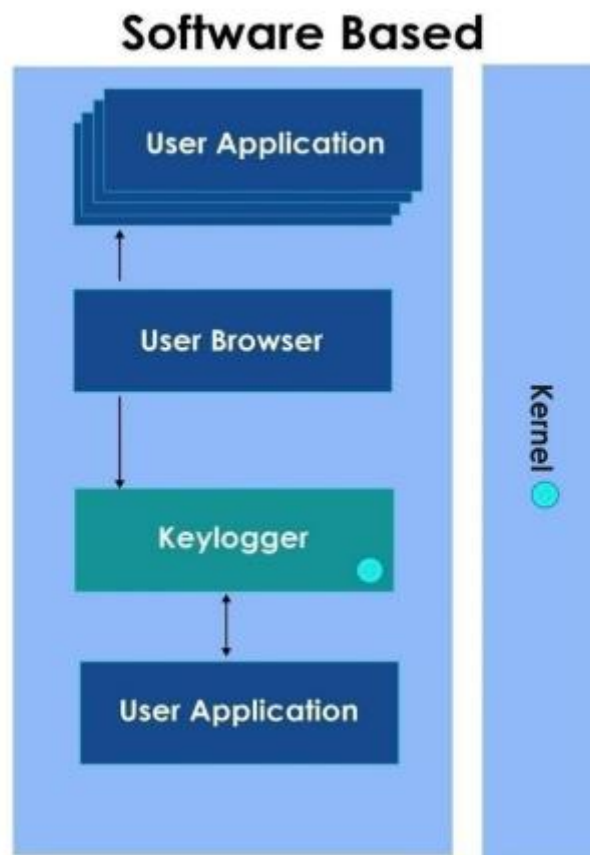 Software Based
User Application
User Browser
Keylogger
User Application
Kernel